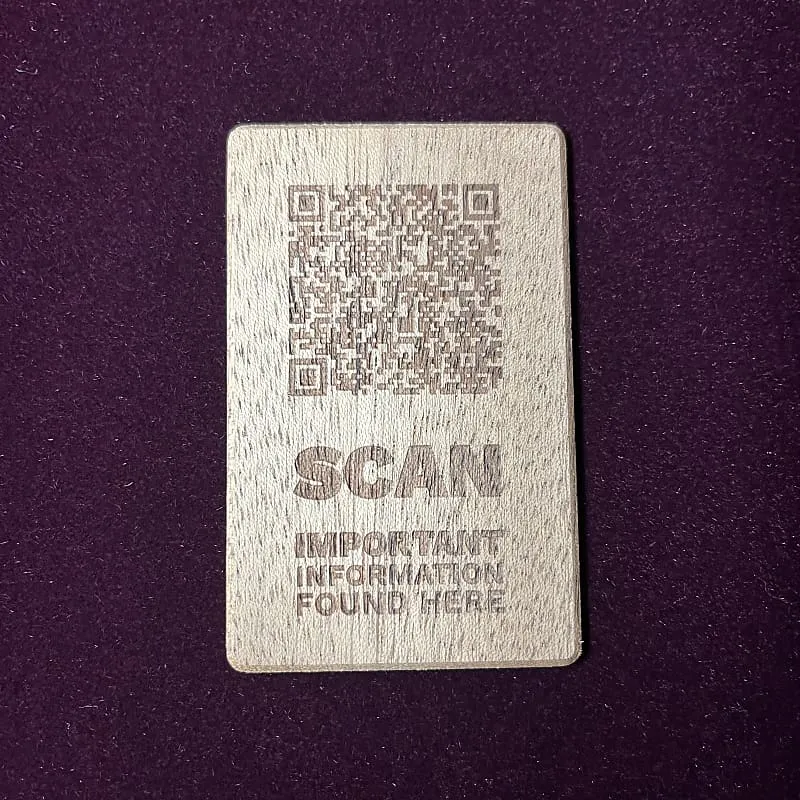 SCAN
IMPORTANT
INFORMATION
FOUND HERE